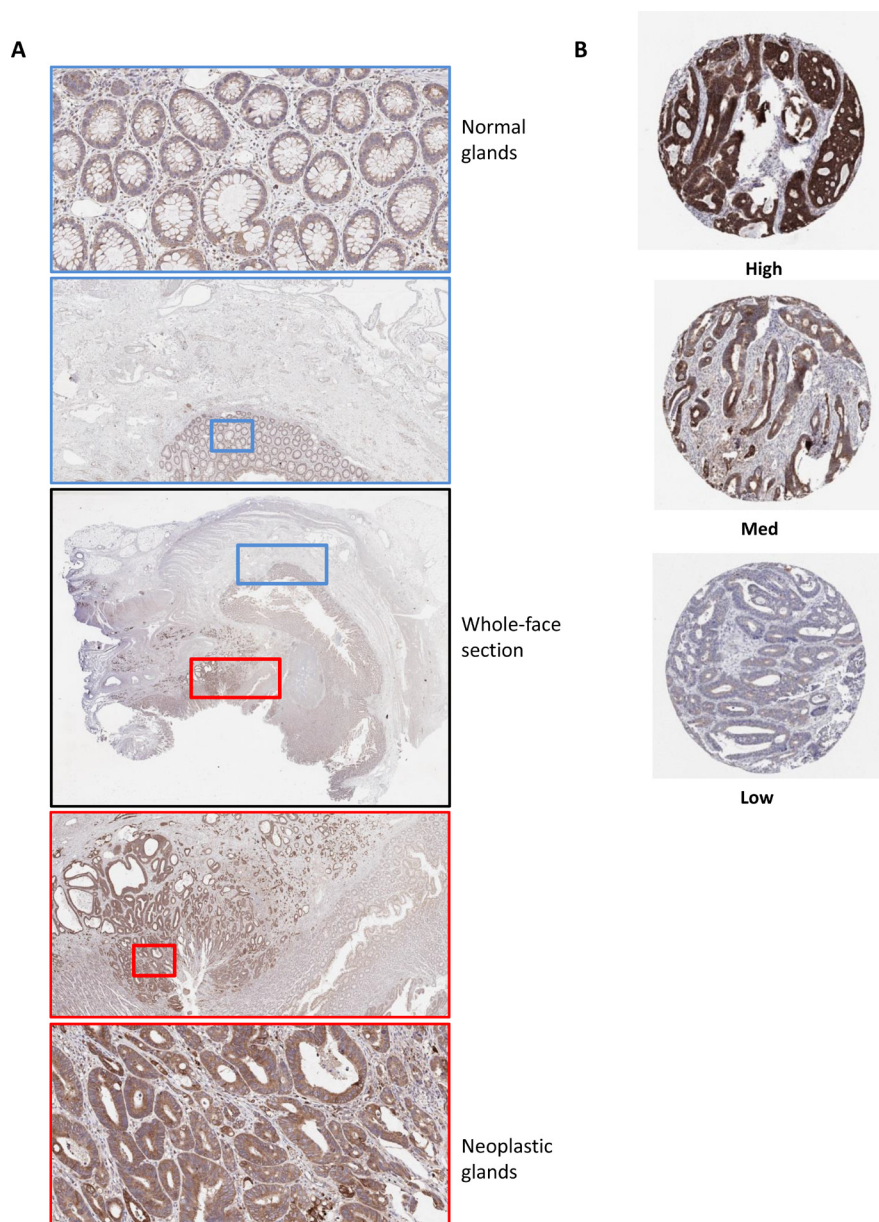 A
Normal
glands
Whole-face
section
Neoplastic
glands
B
High
Med
Low